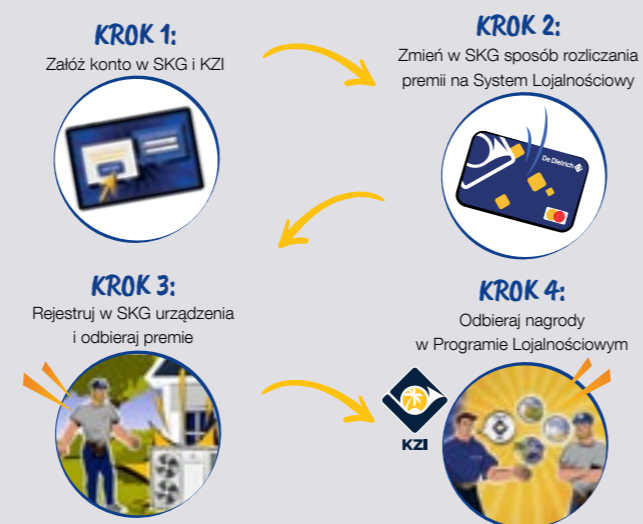 KROK 1:
Załóż konto w SKG i KZI
KROK 2:
Zmień w SKG sposób rozliczania
premii na System Lojalnościowy
De Dietrich
KROK 3:
Rejestruj w SKG urządzenia
i odbieraj premie
KROK 4:
Odbieraj nagrody
w Programie Lojalnościowym
KZI